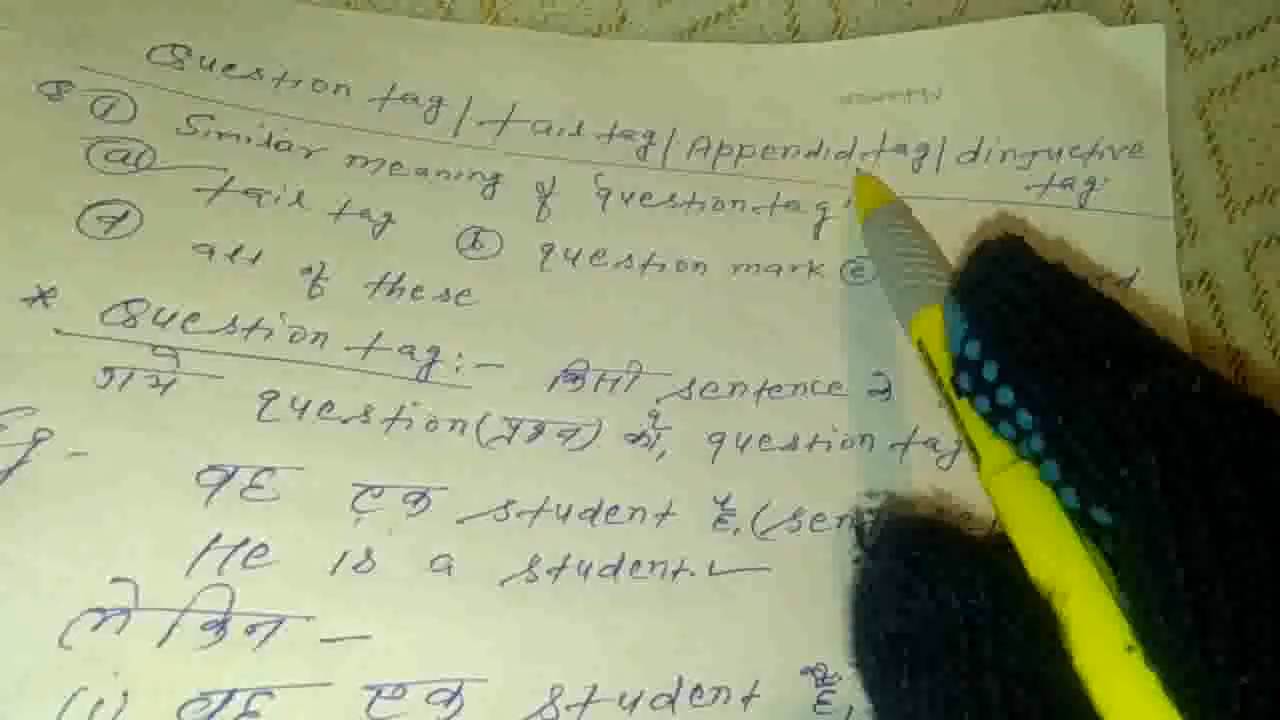 Question tag / tail tag / Appendid tag / dinjuctive tag:
Q ① Similar meaning of question tag
ⓐ tail tag ⓑ question mark ⓒ
ⓓ all of these
* Question tag:- किसी sentence के
गये question (प्रश्न) को, question tag
Eg -
वह एक student है, (sen
He is a student.
लेकिन -
(i) वह एक student है,